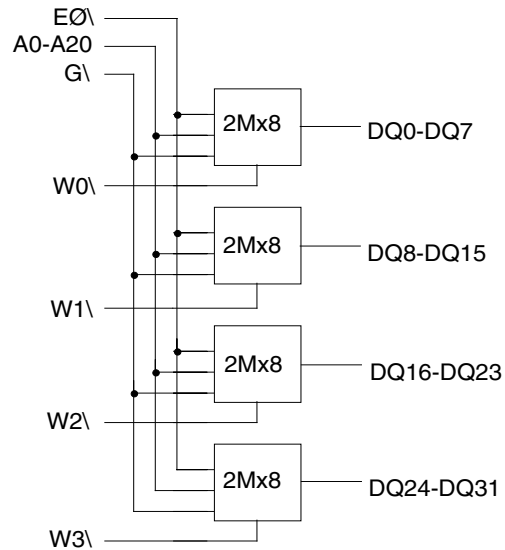 EØ\
A0-A20
G\
2Mx8
DQ0-DQ7
W0\
2Mx8
DQ8-DQ15
W1\
2Mx8
DQ16-DQ23
W2\
2Mx8
DQ24-DQ31
W3\